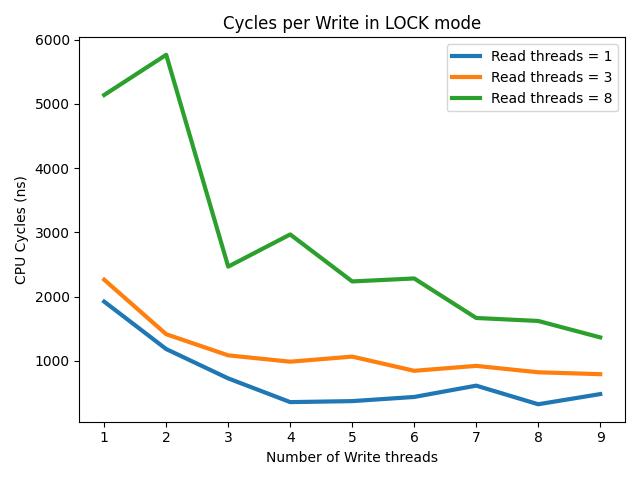 Cycles per Write in LOCK mode
Read threads = 1
Read threads = 3
Read threads = 8
6000
5000
4000
3000
2000
1000
CPU Cycles (ns)
1 2 3 4 5 6 7 8 9
Number of Write threads